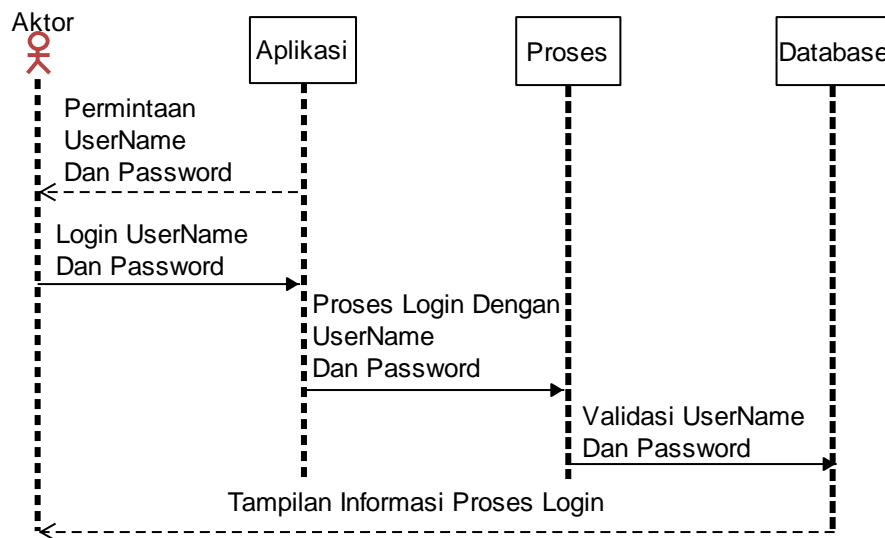 Aktor
Aplikasi
Proses
Database
Permintaan
UserName
Dan Password
Login UserName
Dan Password
Proses Login Dengan
UserName
Dan Password
Validasi UserName
Dan Password
Tampilan Informasi Proses Login